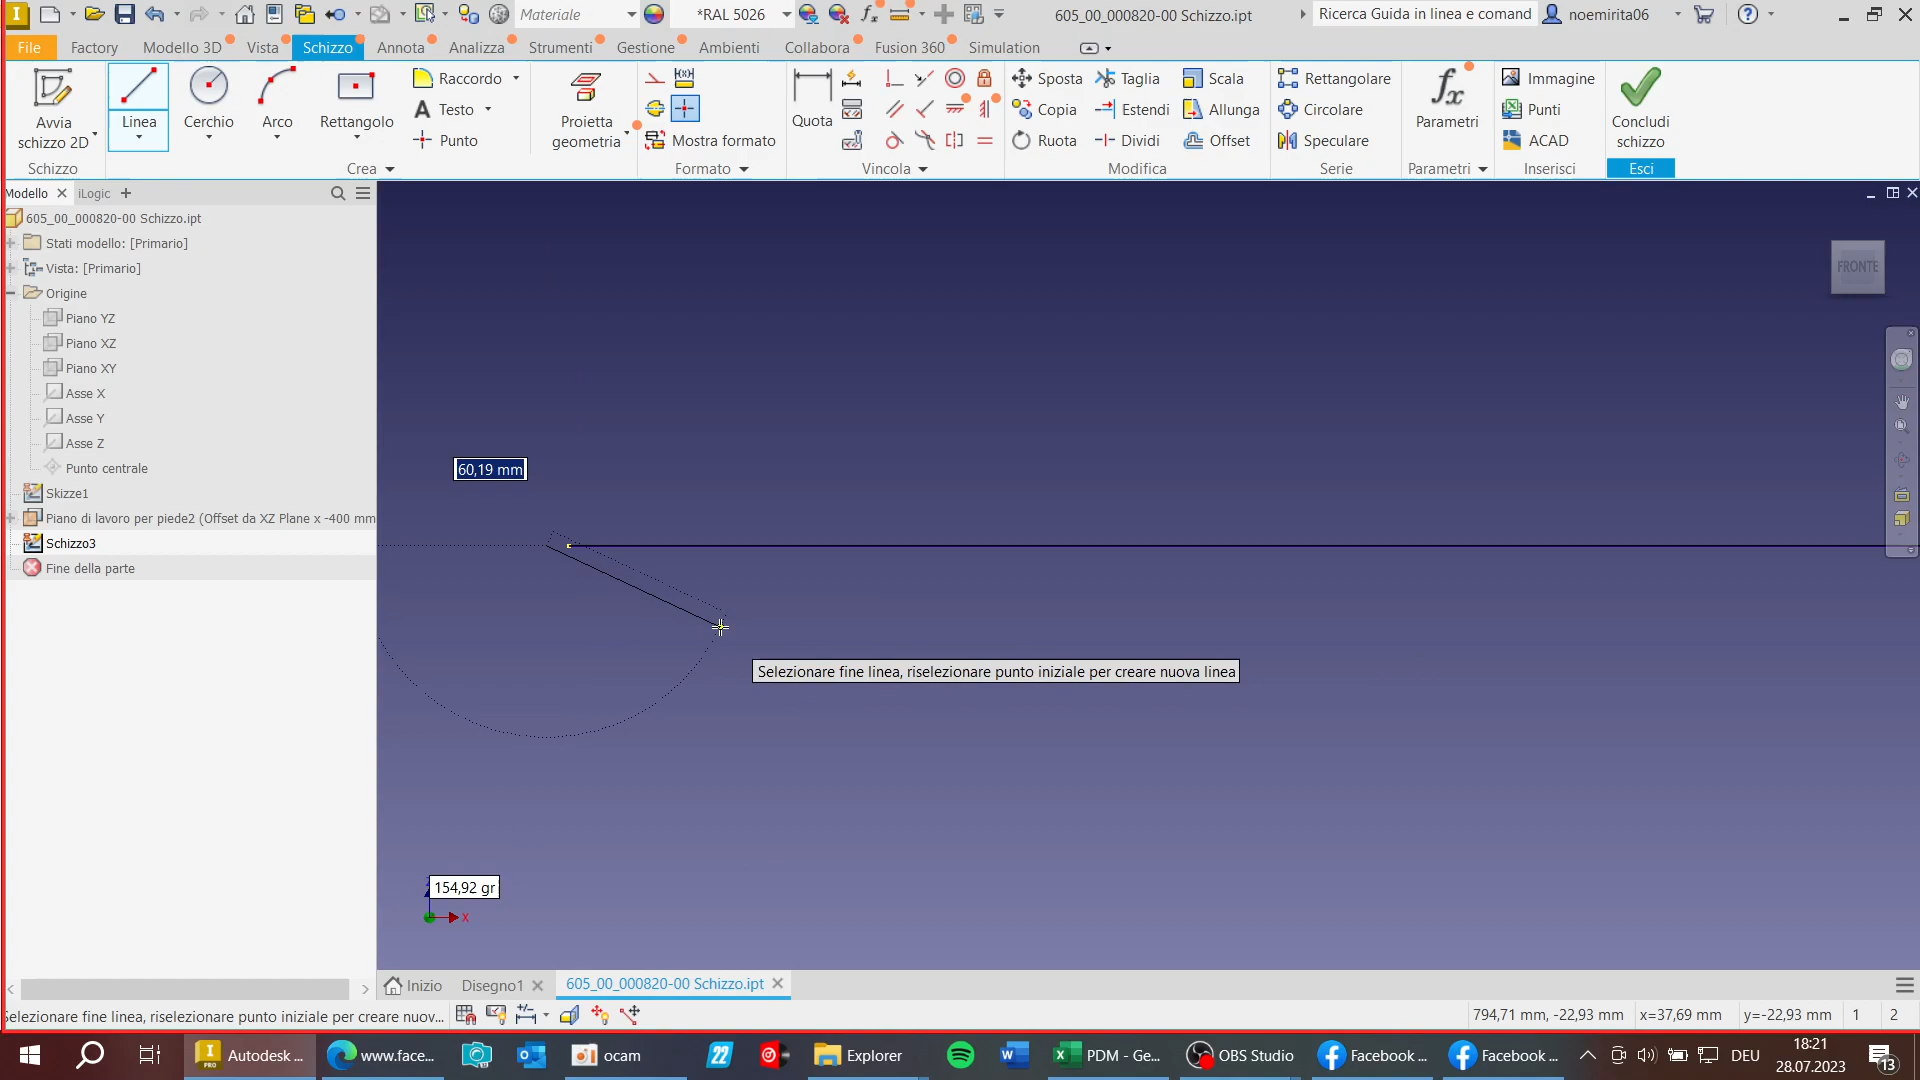 Materiale
*RAL 5026
605_00_000820-00 Schizzo.ipt
Ricerca Guida in linea e comand
noemirita06
File
Factory
Modello 3D
Vista
Schizzo
Annota
Analizza
Strumenti
Gestione
Ambienti
Collabora
Fusion 360
Simulation
Avvia schizzo 2D
Linea
Cerchio
Arco
Rettangolo
Raccordo
Testo
Punto
Proietta geometria
Mostra formato
Quota
Sposta
Copia
Ruota
Taglia
Estendi
Dividi
Scala
Allunga
Offset
Rettangolare
Circolare
Speculare
Parametri
Immagine
Punti
ACAD
Concludi schizzo
Schizzo
Crea
Formato
Vincola
Modifica
Serie
Parametri
Inserisci
Esci
Modello
iLogic
605_00_000820-00 Schizzo.ipt
Stati modello: [Primario]
Vista: [Primario]
Origine
Piano YZ
Piano XZ
Piano XY
Asse X
Asse Y
Asse Z
Punto centrale
Skizze1
Piano di lavoro per piede2 (Offset da XZ Plane x -400 mm
Schizzo3
Fine della parte
FRONTE
60,19 mm
Selezionare fine linea, riselezionare punto iniziale per creare nuova linea
154,92 gr
x
Inizio
Disegno1
605_00_000820-00 Schizzo.ipt
Selezionare fine linea, riselezionare punto iniziale per creare nuov...
794,71 mm, -22,93 mm
x=37,69 mm
y=-22,93 mm
1
2
Autodesk ...
www.face...
ocam
22
Explorer
PDM - Ge...
OBS Studio
Facebook ...
Facebook ...
DEU
18:21
28.07.2023
13